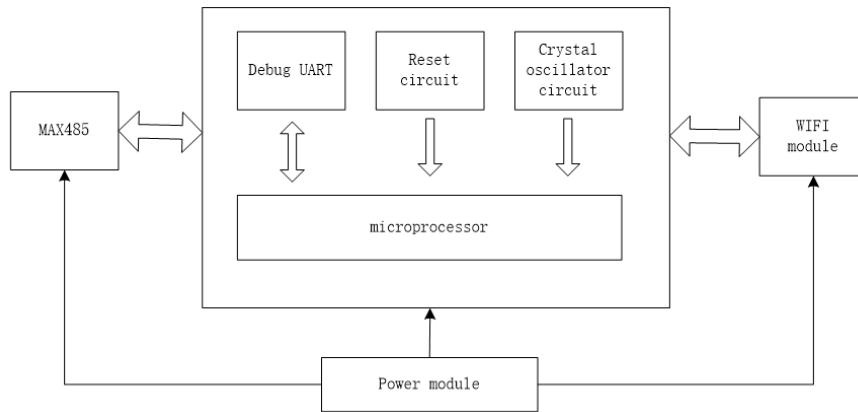 Debug UART
Reset
circuit
Crystal
oscillator
circuit
MAX485
WIFI
module
microprocessor
Power module